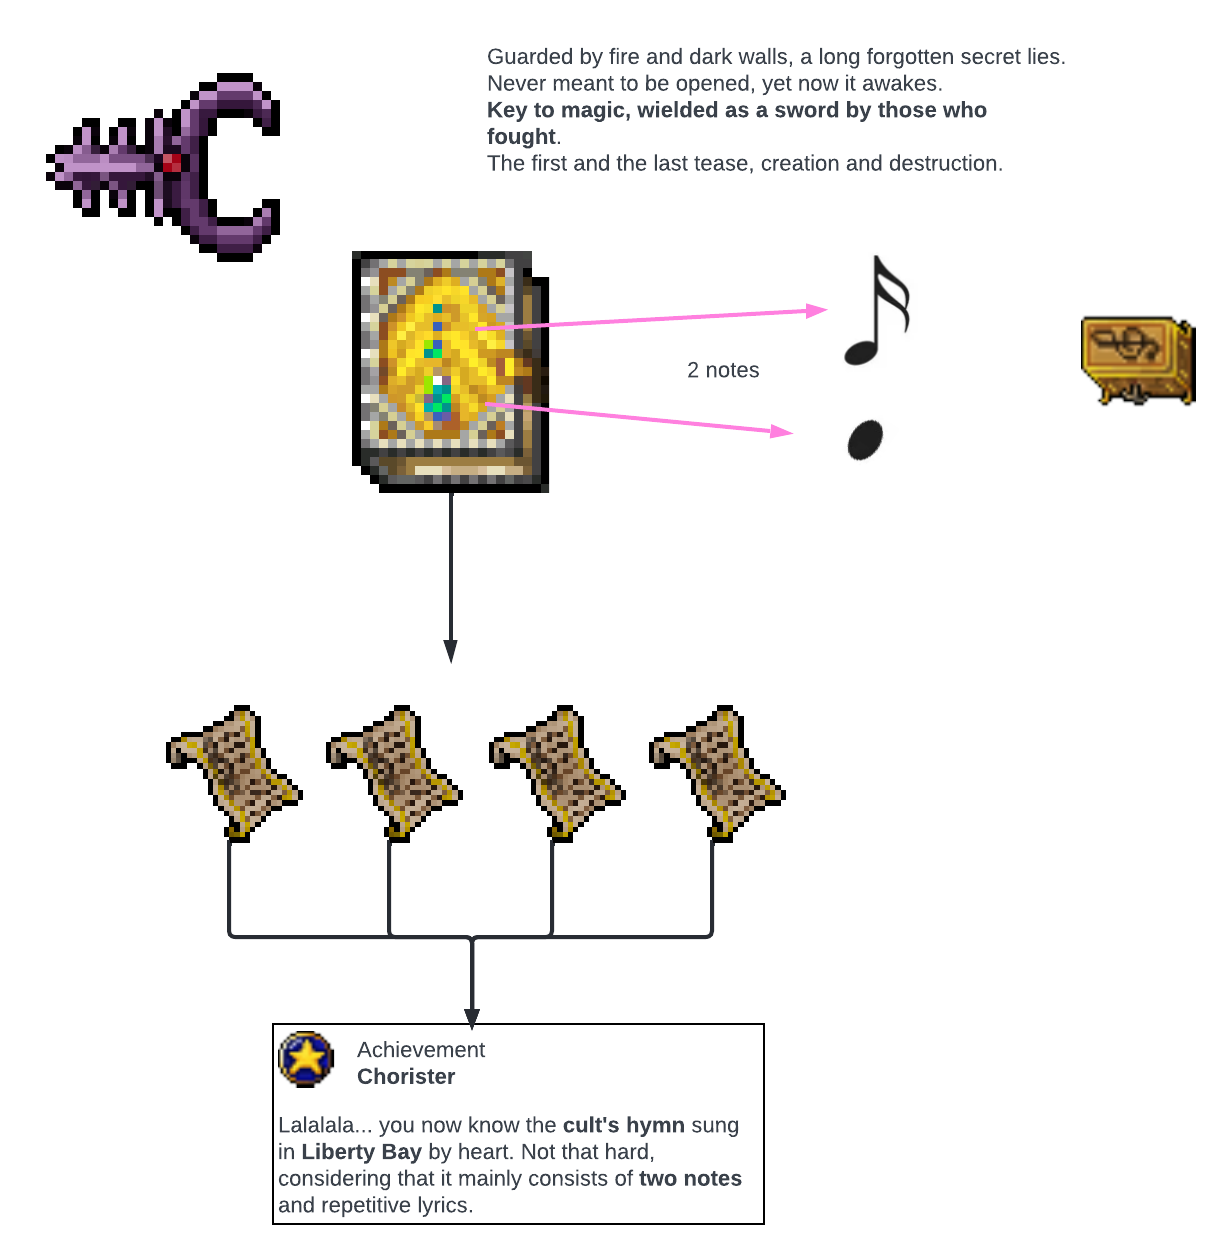 Guarded by fire and dark walls, a long forgotten secret lies.
Never meant to be opened, yet now it awakes.
Key to magic, wielded as a sword by those who
fought.
The first and the last tease, creation and destruction.
2 notes
Achievement
Chorister
Lalalala... you now know the cult's hymn sung
in Liberty Bay by heart. Not that hard,
considering that it mainly consists of two notes
and repetitive lyrics.